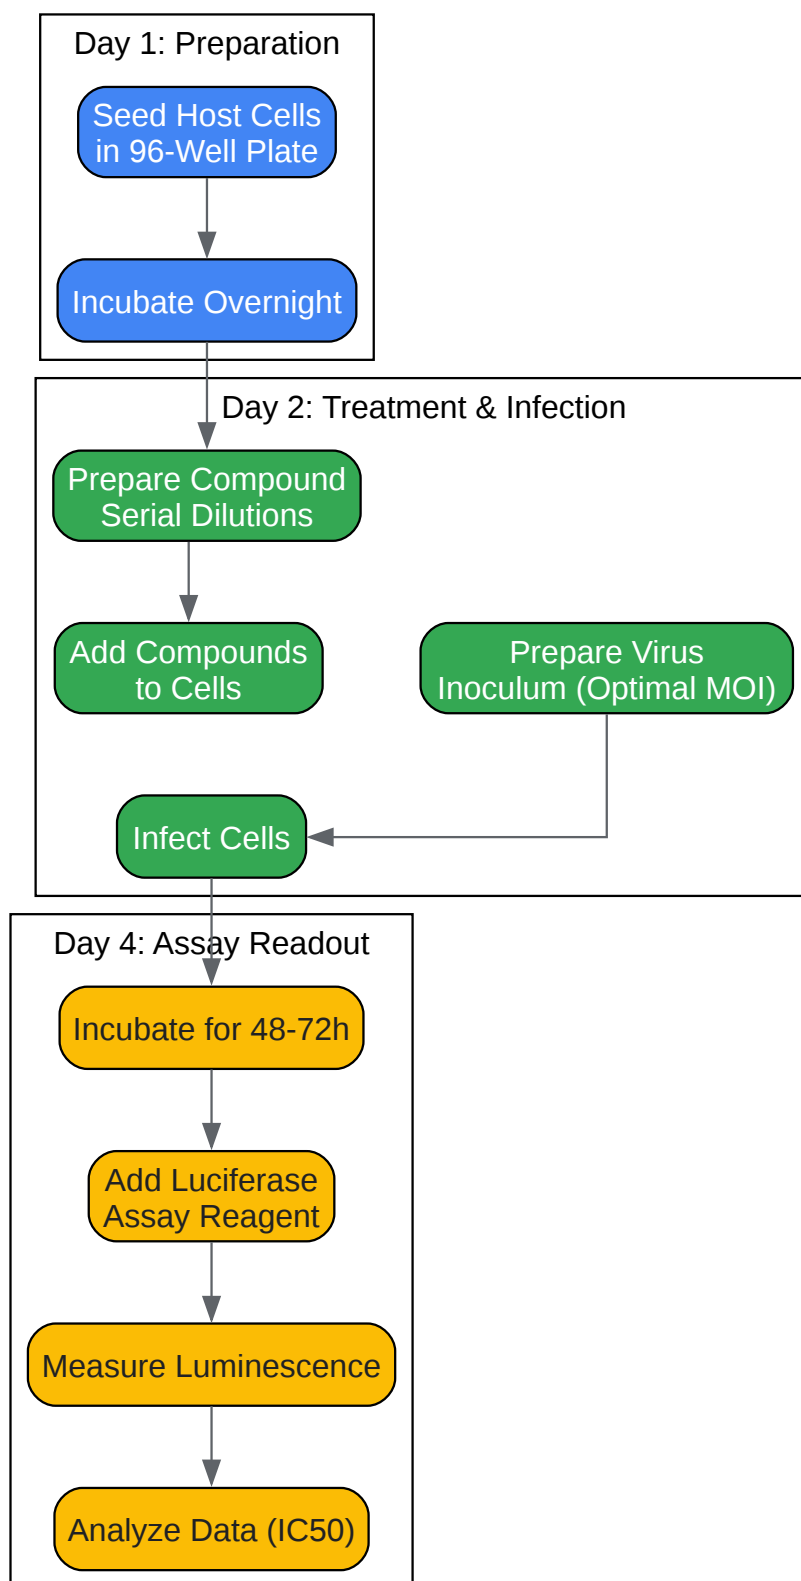 Day 1: Preparation
Seed Host Cells
in 96-Well Plate
Incubate Overnight
Day 2: Treatment & Infection
Prepare Compound
Serial Dilutions
Add Compounds
to Cells
Prepare Virus
Inoculum (Optimal MOI)
Infect Cells
Day 4: Assay Readout
Incubate for 48-72h
Add Luciferase
Assay Reagent
Measure Luminescence
Analyze Data (IC50)